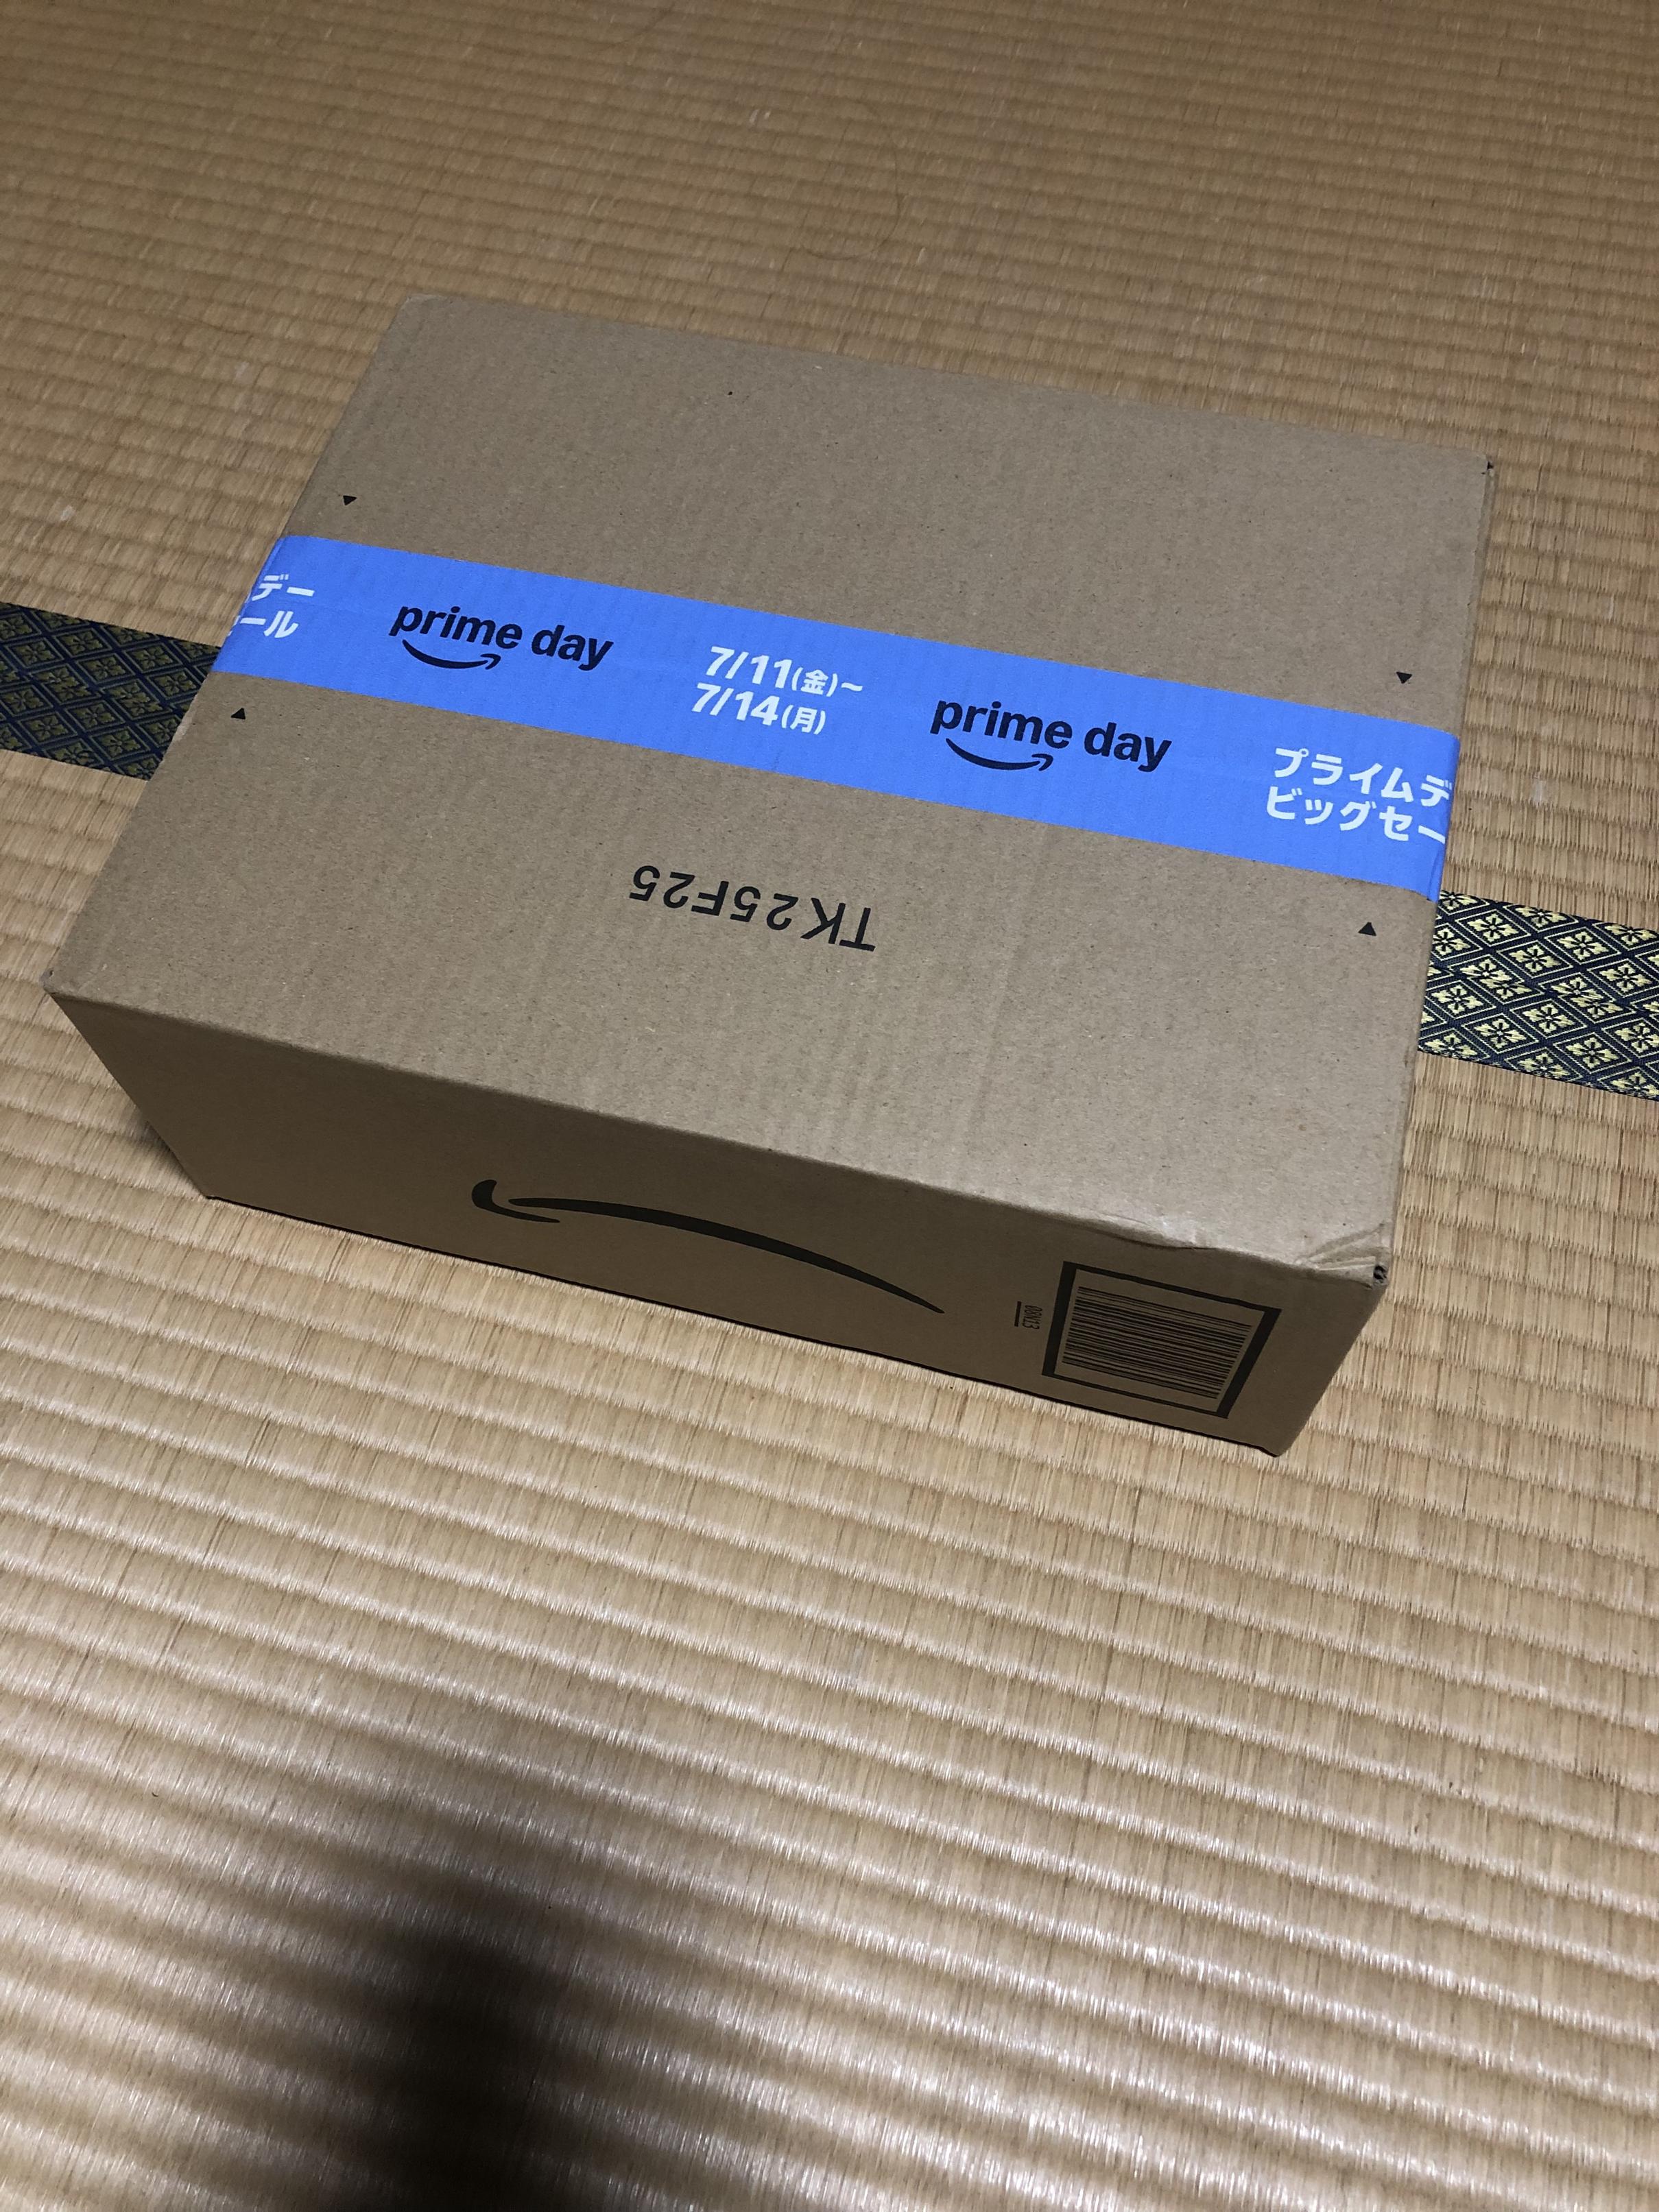 デー
ール
prime day
7/11(金)~
7/14(月)
prime day
プライムデ
ビッグセー
TK25F25